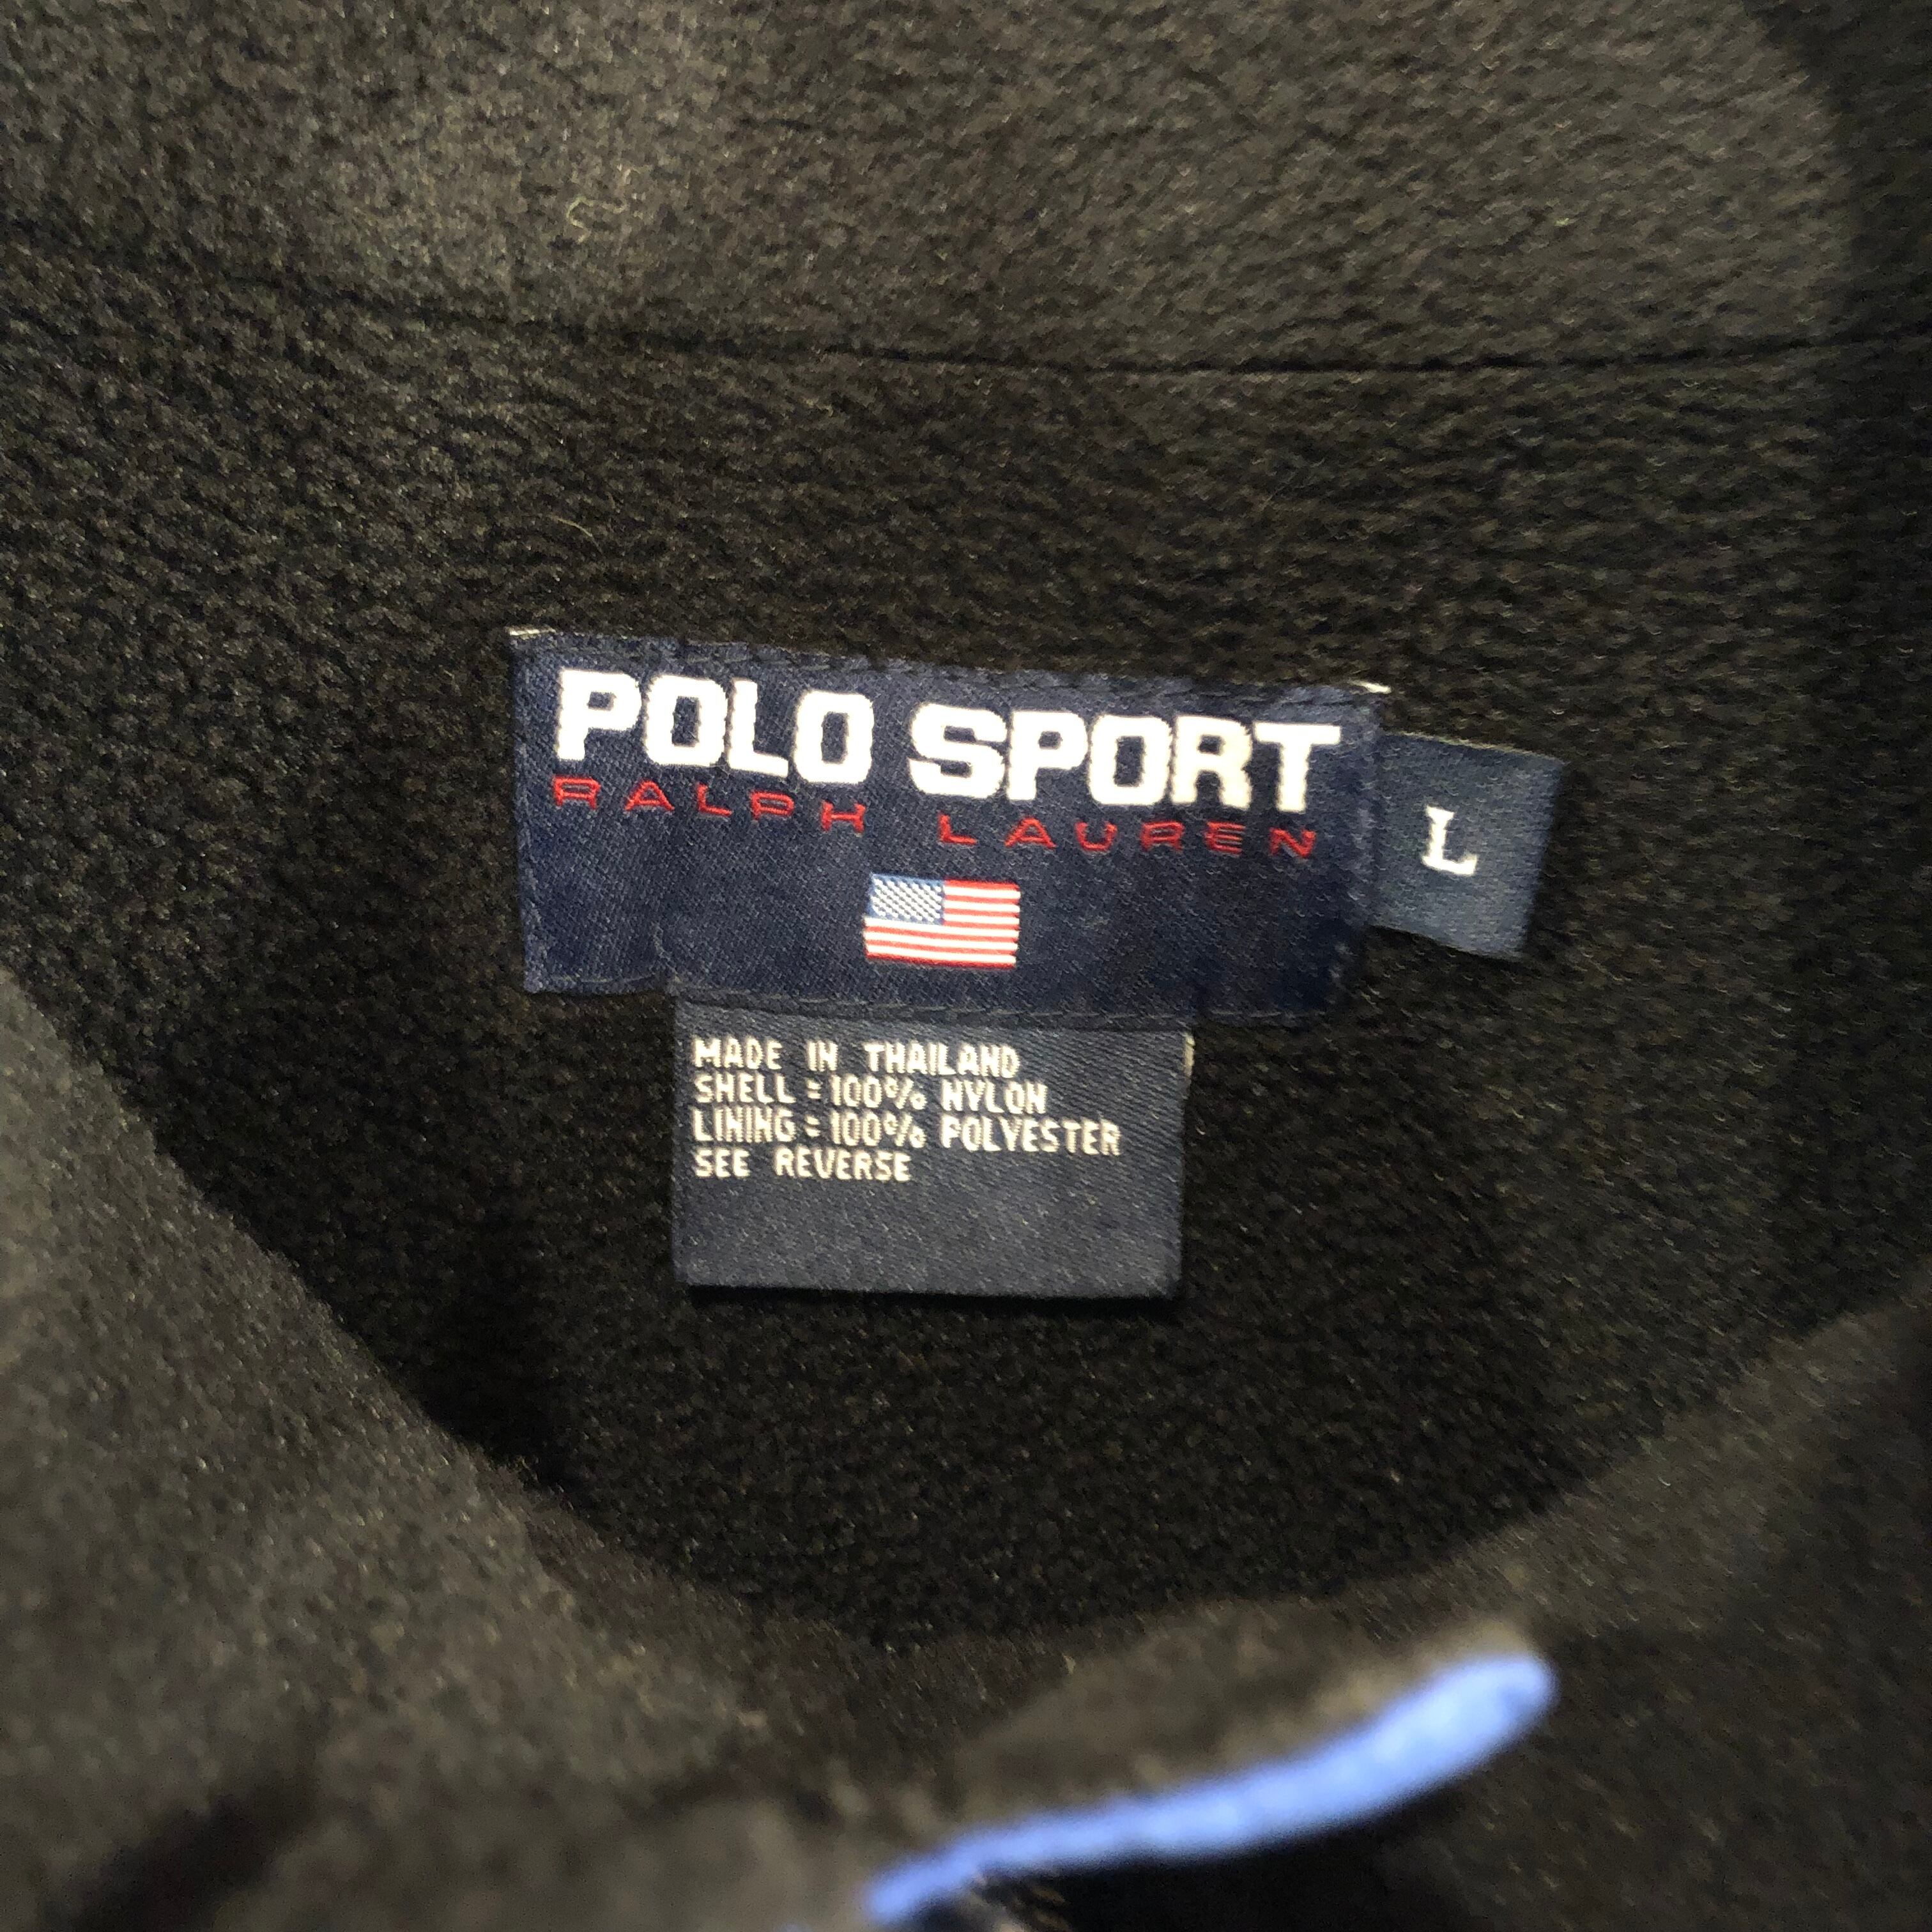 POLO SPORT
RALPH LAUREN
L
MADE IN THAILAND
SHELL = 100% NYLON
LINING = 100% POLYESTER
SEE REVERSE